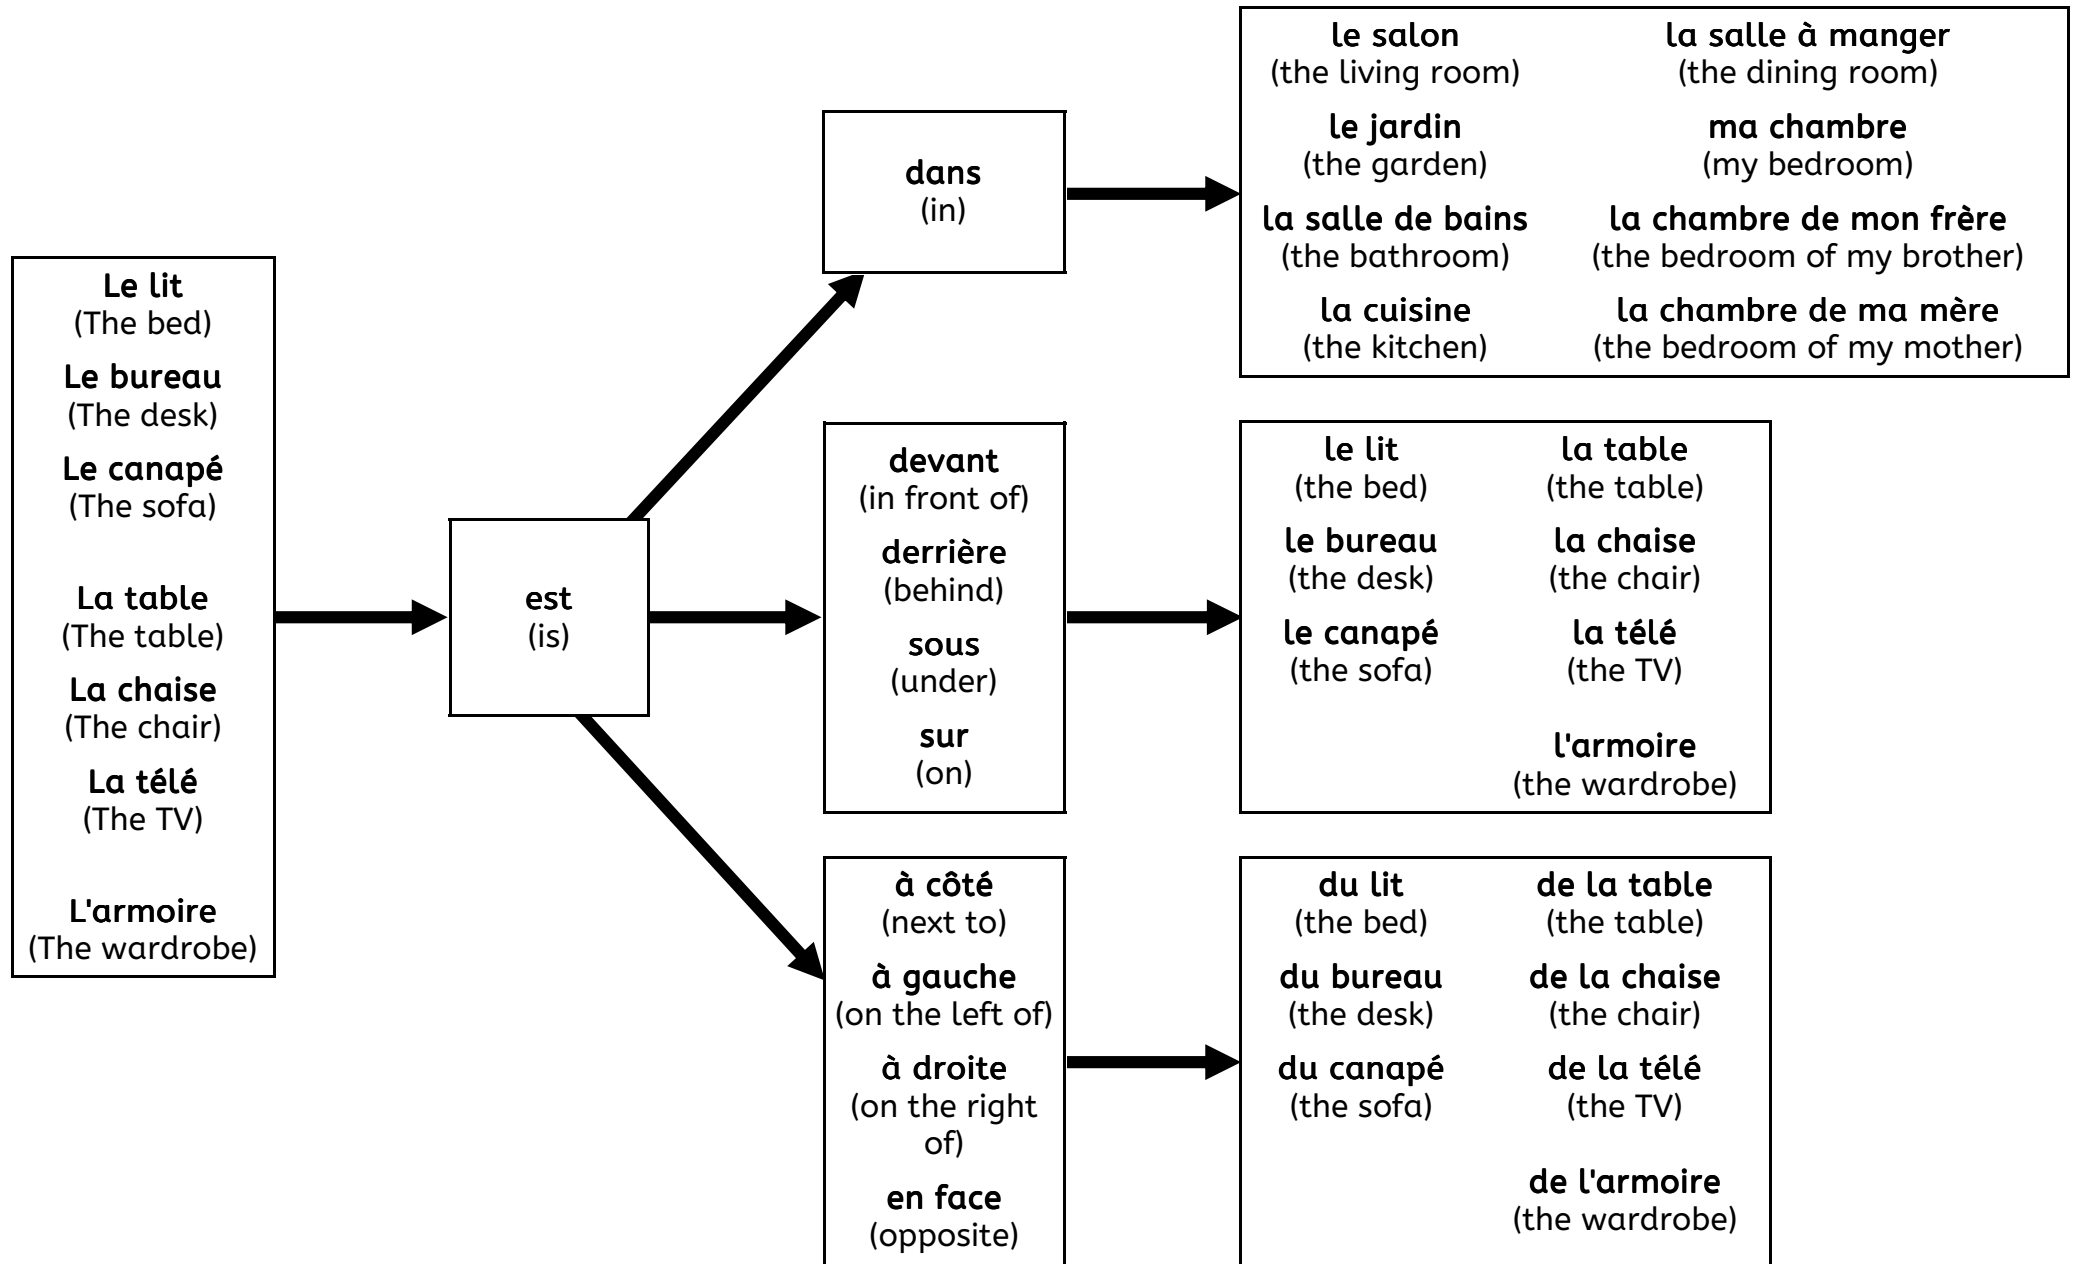 Le lit
(The bed)
Le bureau
(The desk)
Le canapé
(The sofa)
La table
(The table)
La chaise
(The chair)
La télé
(The TV)
L'armoire
(The wardrobe)
est
(is)
dans
(in)
le salon
(the living room)
le jardin
(the garden)
la salle de bains
(the bathroom)
la cuisine
(the kitchen)
la salle à manger
(the dining room)
ma chambre
(my bedroom)
la chambre de mon frère
(the bedroom of my brother)
la chambre de ma mère
(the bedroom of my mother)
devant
(in front of)
derrière
(behind)
sous
(under)
sur
(on)
le lit
(the bed)
le bureau
(the desk)
le canapé
(the sofa)
la table
(the table)
la chaise
(the chair)
la télé
(the TV)
l'armoire
(the wardrobe)
à côté
(next to)
à gauche
(on the left of)
à droite
(on the right
of)
en face
(opposite)
du lit
(the bed)
du bureau
(the desk)
du canapé
(the sofa)
de la table
(the table)
de la chaise
(the chair)
de la télé
(the TV)
de l'armoire
(the wardrobe)